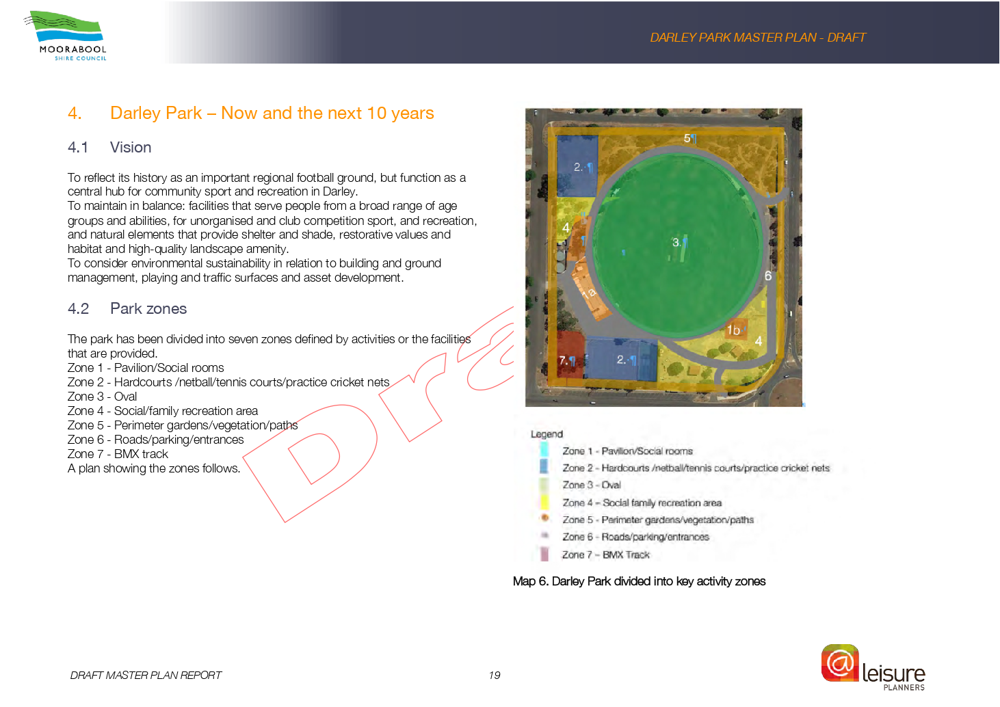 MOORABOOL
SHIRE COUNCIL
DARLEY PARK MASTER PLAN - DRAFT
4. Darley Park – Now and the next 10 years
4.1 Vision
To reflect its history as an important regional football ground, but function as a
central hub for community sport and recreation in Darley.
To maintain in balance: facilities that serve people from a broad range of age
groups and abilities, for unorganised and club competition sport, and recreation,
and natural elements that provide shelter and shade, restorative values and
habitat and high-quality landscape amenity.
To consider environmental sustainability in relation to building and ground
management, playing and traffic surfaces and asset development.
4.2 Park zones
The park has been divided into seven zones defined by activities or the facilities
that are provided.
Zone 1 - Pavilion/Social rooms
Zone 2 - Hardcourts /netball/tennis courts/practice cricket nets
Zone 3 - Oval
Zone 4 - Social/family recreation area
Zone 5 - Perimeter gardens/vegetation/paths
Zone 6 - Roads/parking/entrances
Zone 7 - BMX track
A plan showing the zones follows.
Dra
5¶
2.·¶
4
3.¶
6
1a
1b
4
7.¶
2.·¶
Legend
Zone 1 - Pavilion/Social rooms
Zone 2 - Hardcourts /netball/tennis courts/practice cricket nets
Zone 3 - Oval
Zone 4 – Social family recreation area
Zone 5 - Perimeter gardens/vegetation/paths
Zone 6 - Roads/parking/entrances
Zone 7 – BMX Track
Map 6. Darley Park divided into key activity zones
DRAFT MASTER PLAN REPORT
19
@leisure
PLANNERS